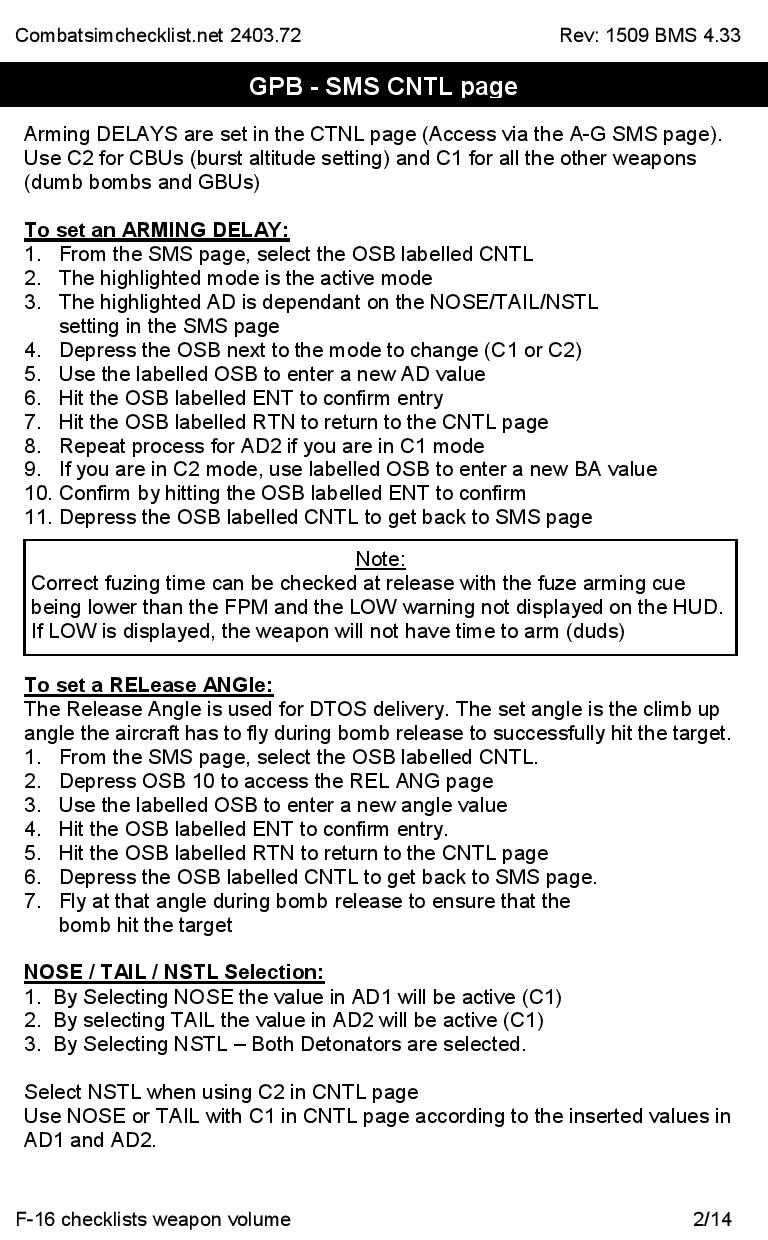 Combatsimchecklist.net 2403.72 Rev: 1509 BMS 4.33
GPB - SMS CNTL page
Arming DELAYS are set in the CTNL page (Access via the A-G SMS page).
Use C2 for CBUs (burst altitude setting) and C1 for all the other weapons
(dumb bombs and GBUs)
To set an ARMING DELAY:
1. From the SMS page, select the OSB labelled CNTL
2. The highlighted mode is the active mode
3. The highlighted AD is dependant on the NOSE/TAIL/NSTL
setting in the SMS page
4. Depress the OSB next to the mode to change (C1 or C2)
5. Use the labelled OSB to enter a new AD value
6. Hit the OSB labelled ENT to confirm entry
7. Hit the OSB labelled RTN to return to the CNTL page
8. Repeat process for AD2 if you are in C1 mode
9. If you are in C2 mode, use labelled OSB to enter a new BA value
10. Confirm by hitting the OSB labelled ENT to confirm
11. Depress the OSB labelled CNTL to get back to SMS page
Note:
Correct fuzing time can be checked at release with the fuze arming cue
being lower than the FPM and the LOW warning not displayed on the HUD.
If LOW is displayed, the weapon will not have time to arm (duds)
To set a RELease ANGle:
The Release Angle is used for DTOS delivery. The set angle is the climb up
angle the aircraft has to fly during bomb release to successfully hit the target.
1. From the SMS page, select the OSB labelled CNTL.
2. Depress OSB 10 to access the REL ANG page
3. Use the labelled OSB to enter a new angle value
4. Hit the OSB labelled ENT to confirm entry.
5. Hit the OSB labelled RTN to return to the CNTL page
6. Depress the OSB labelled CNTL to get back to SMS page.
7. Fly at that angle during bomb release to ensure that the
bomb hit the target
NOSE / TAIL / NSTL Selection:
1. By Selecting NOSE the value in AD1 will be active (C1)
2. By selecting TAIL the value in AD2 will be active (C1)
3. By Selecting NSTL – Both Detonators are selected.
Select NSTL when using C2 in CNTL page
Use NOSE or TAIL with C1 in CNTL page according to the inserted values in
AD1 and AD2.
F-16 checklists weapon volume 2/14